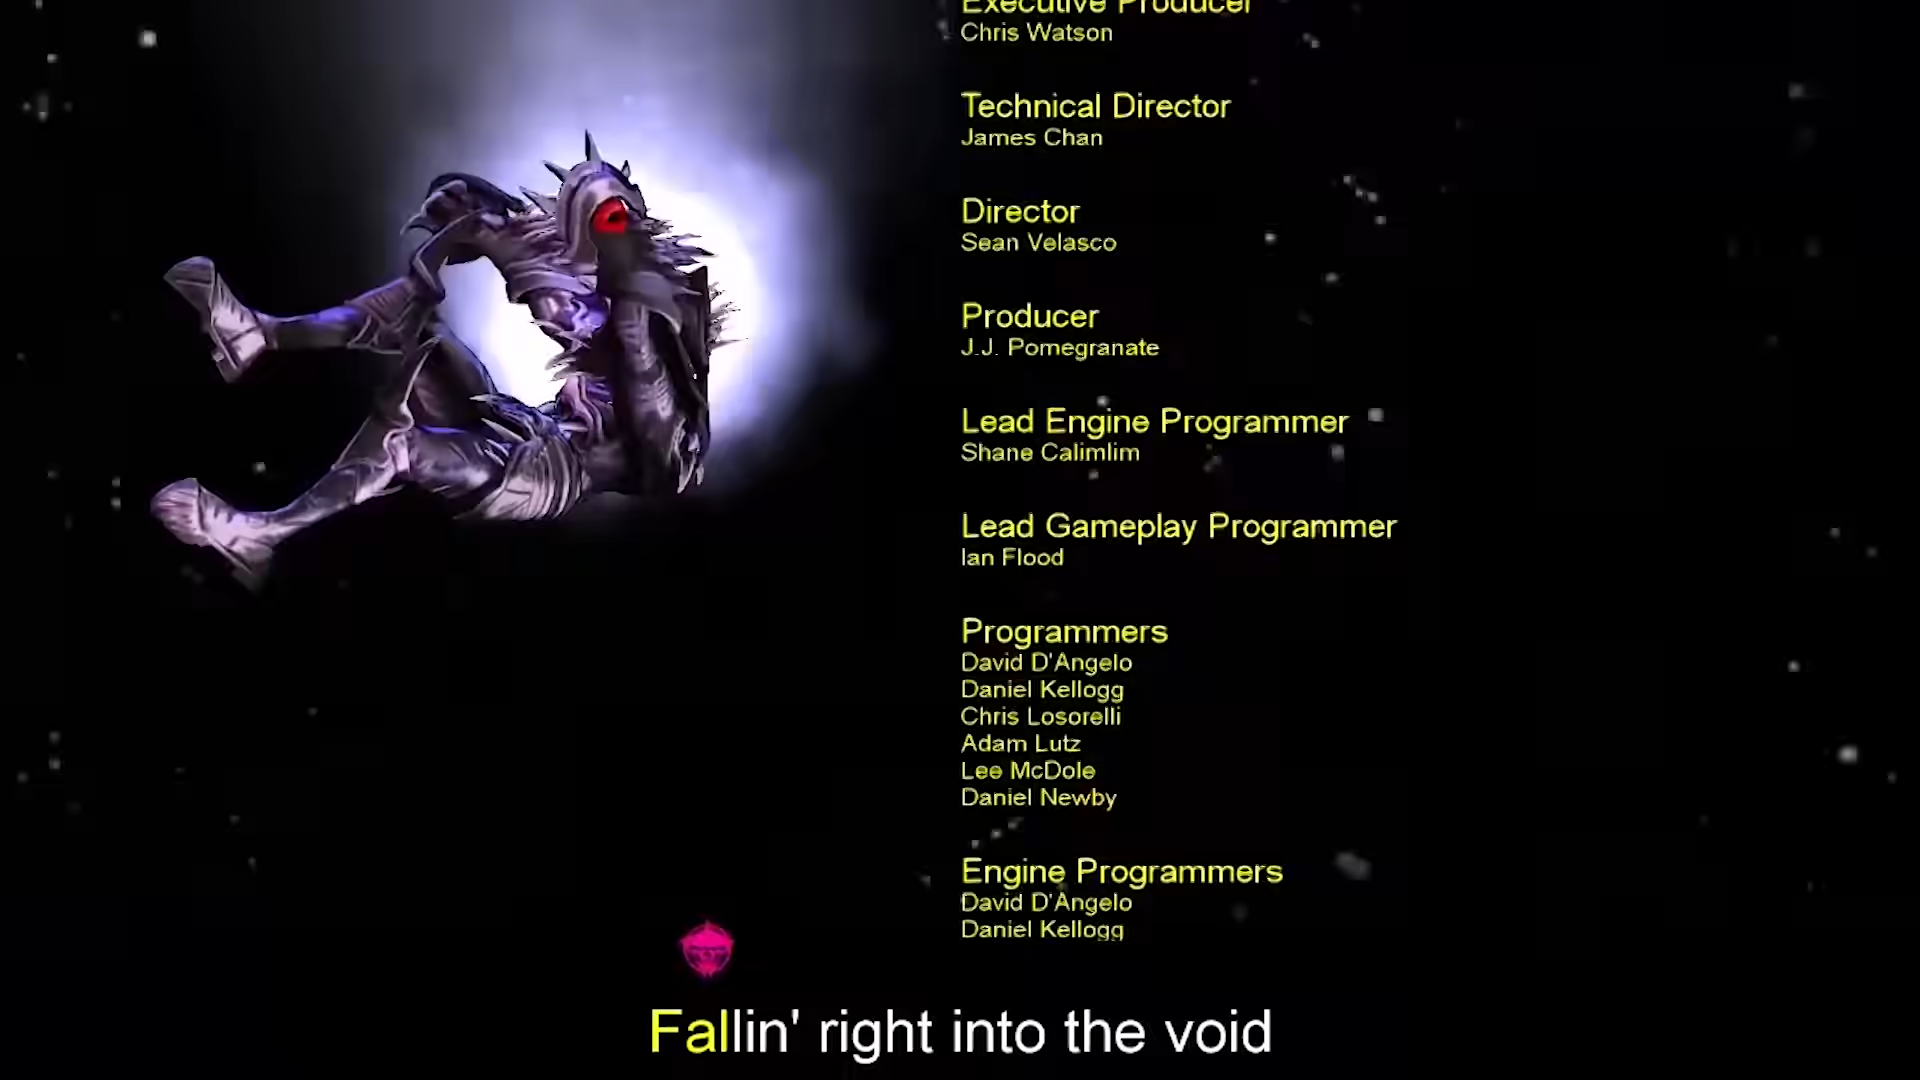 Executive Producer
Chris Watson
Technical Director
James Chan
Director
Sean Velasco
Producer
J.J. Pomegranate
Lead Engine Programmer
Shane Calimlim
Lead Gameplay Programmer
Ian Flood
Programmers
David D'Angelo
Daniel Kellogg
Chris Losorelli
Adam Lutz
Lee McDole
Daniel Newby
Engine Programmers
David D'Angelo
Daniel Kellogg
Fallin' right into the void